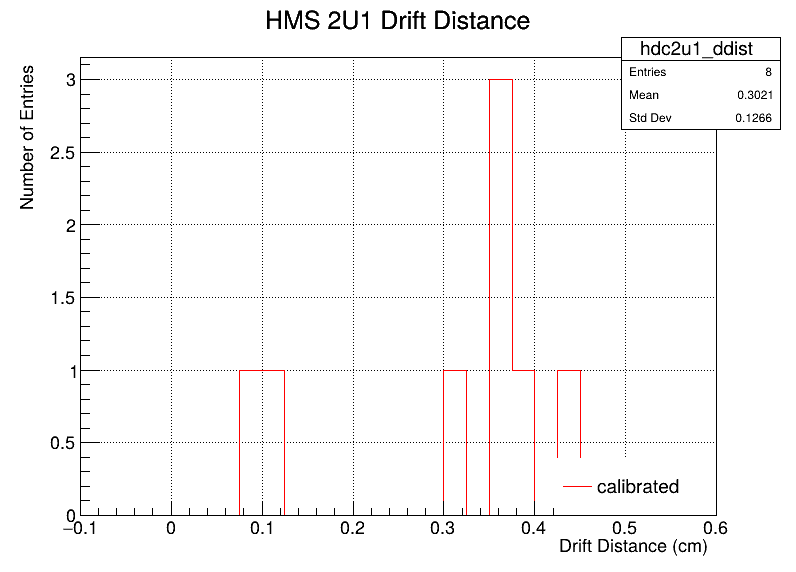 HMS 2U1 Drift Distance
hdc2u1_ddist
Entries 8
Mean 0.3021
Std Dev 0.1266
Number of Entries
3
2.5
2
1.5
1
0.5
0
calibrated
−0.1 0 0.1 0.2 0.3 0.4 0.5 0.6
Drift Distance (cm)